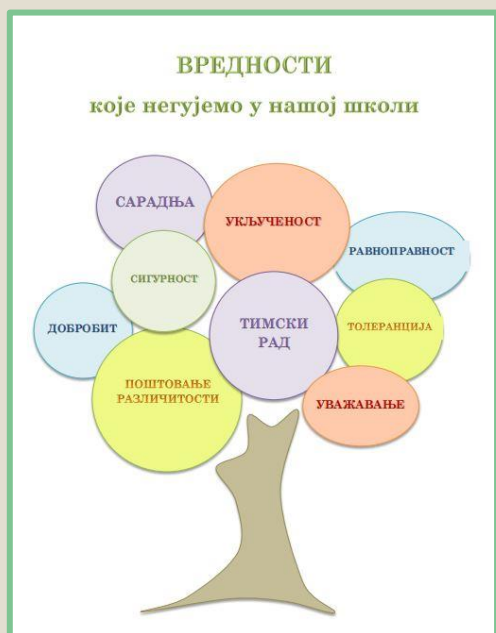 ВРЕДНОСТИ
које негујемо у нашој школи
САРАДЊА
УКЉУЧЕНОСТ
РАВНОПРАВНОСТ
СИГУРНОСТ
ДОБРОБИТ
ТИМСКИ
РАД
ТОЛЕРАНЦИЈА
ПОШТОВАЊЕ
РАЗЛИЧИТОСТИ
УВАЖАВАЊЕ